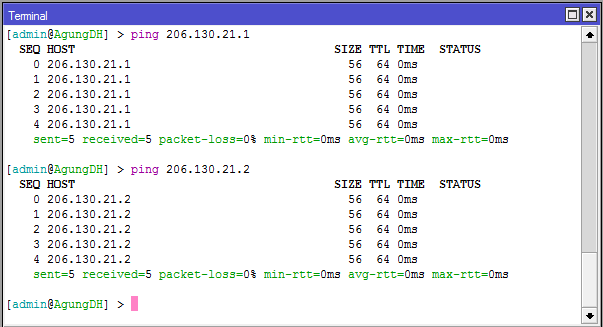 Terminal
[admin@AgungDH] > ping 206.130.21.1
SEQ HOST SIZE TTL TIME STATUS
0 206.130.21.1 56 64 0ms
1 206.130.21.1 56 64 0ms
2 206.130.21.1 56 64 0ms
3 206.130.21.1 56 64 0ms
4 206.130.21.1 56 64 0ms
sent=5 received=5 packet-loss=0% min-rtt=0ms avg-rtt=0ms max-rtt=0ms
[admin@AgungDH] > ping 206.130.21.2
SEQ HOST SIZE TTL TIME STATUS
0 206.130.21.2 56 64 0ms
1 206.130.21.2 56 64 0ms
2 206.130.21.2 56 64 0ms
3 206.130.21.2 56 64 0ms
4 206.130.21.2 56 64 0ms
sent=5 received=5 packet-loss=0% min-rtt=0ms avg-rtt=0ms max-rtt=0ms
[admin@AgungDH] >